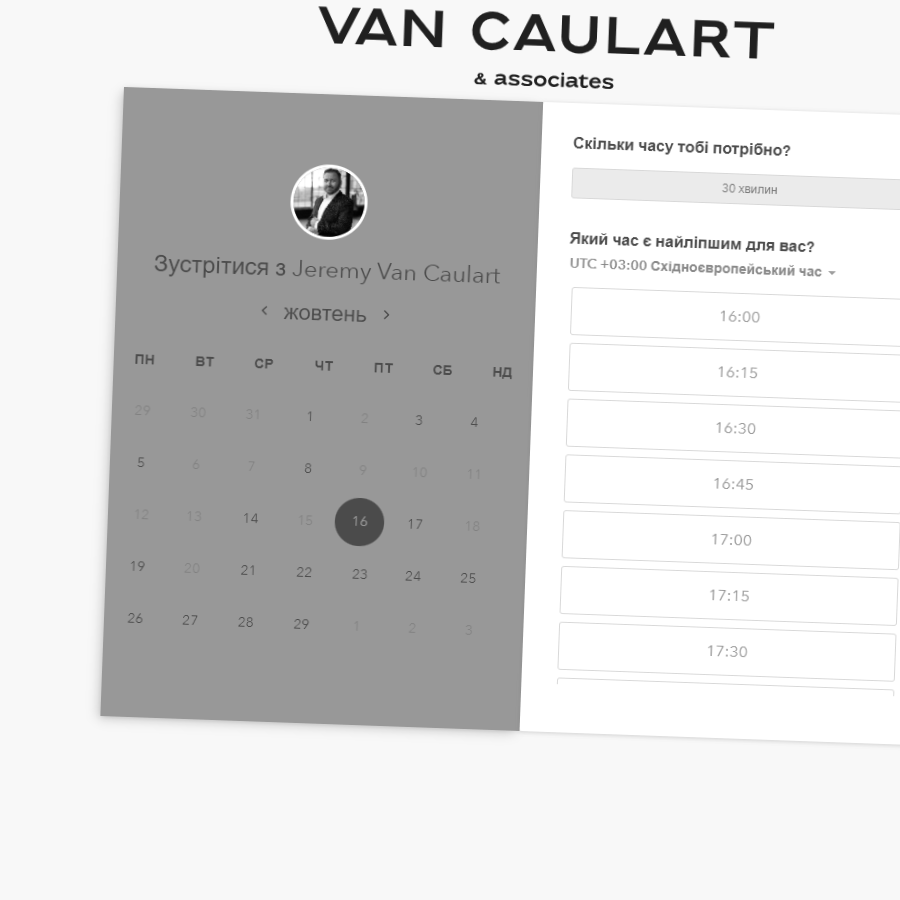 VAN CAULART
& associates
Зустрітися з Jeremy Van Caulart
‹ жовтень ›
ПН ВТ СР ЧТ ПТ СБ НД
29 30 31 1 2 3 4
5 6 7 8 9 10 11
12 13 14 15 16 17 18
19 20 21 22 23 24 25
26 27 28 29 1 2 3
Скільки часу тобі потрібно?
30 хвилин
Який час є найліпшим для вас?
UTC +03:00 Східноєвропейський час
16:00
16:15
16:30
16:45
17:00
17:15
17:30